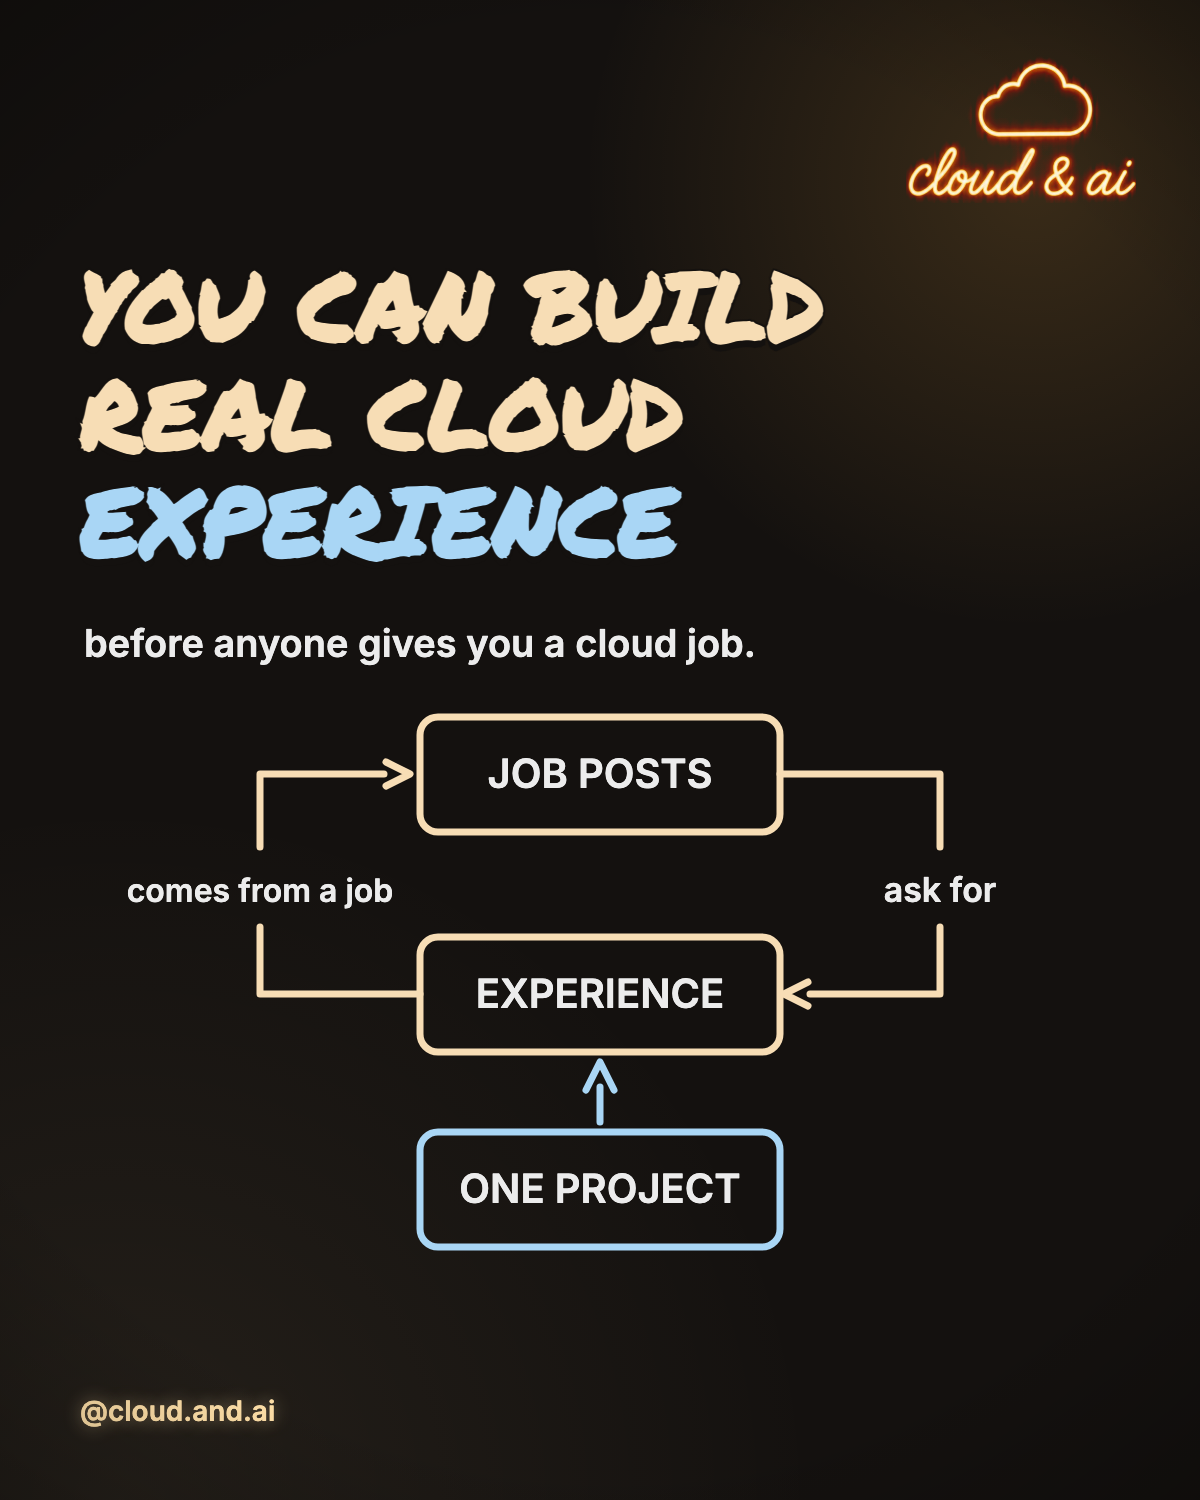 cloud & ai
YOU CAN BUILD
REAL CLOUD
EXPERIENCE
before anyone gives you a cloud job.
JOB POSTS
comes from a job
ask for
EXPERIENCE
ONE PROJECT
@cloud.and.ai